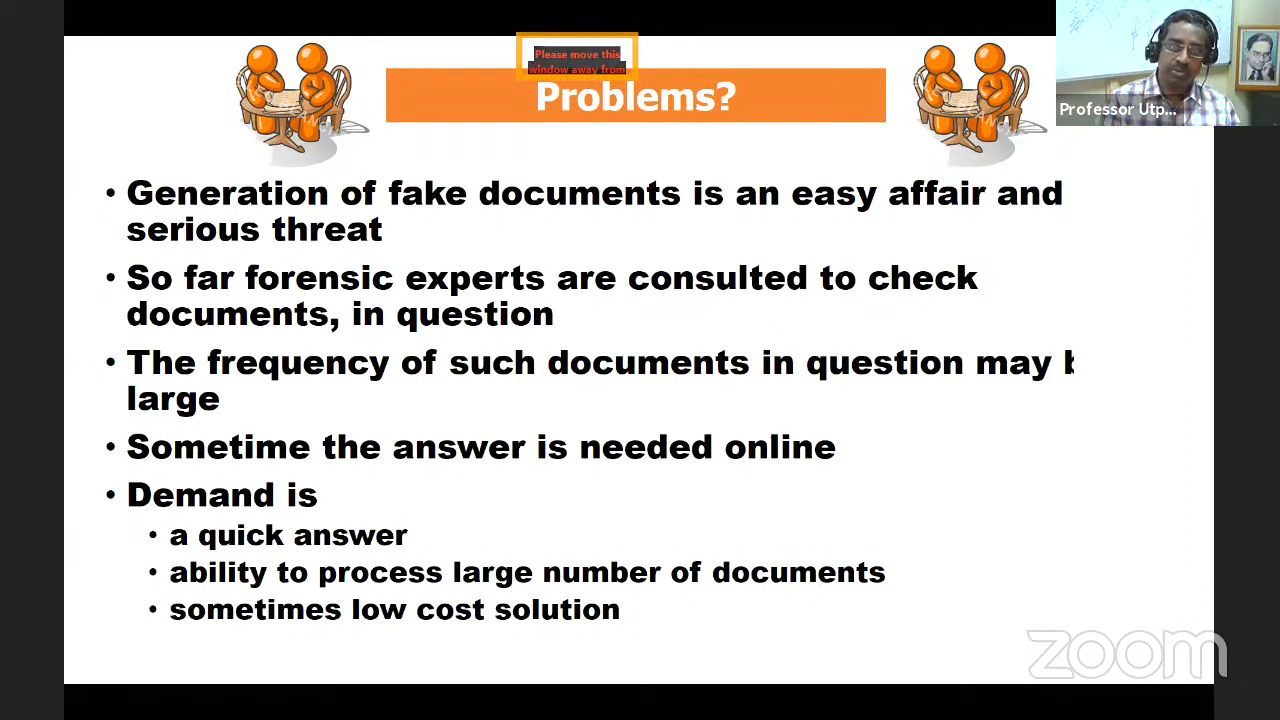 Please move this
window away from
Problems?
Professor Utp...
• Generation of fake documents is an easy affair and
serious threat
• So far forensic experts are consulted to check
documents, in question
• The frequency of such documents in question may b
large
• Sometime the answer is needed online
• Demand is
• a quick answer
• ability to process large number of documents
• sometimes low cost solution
zoom